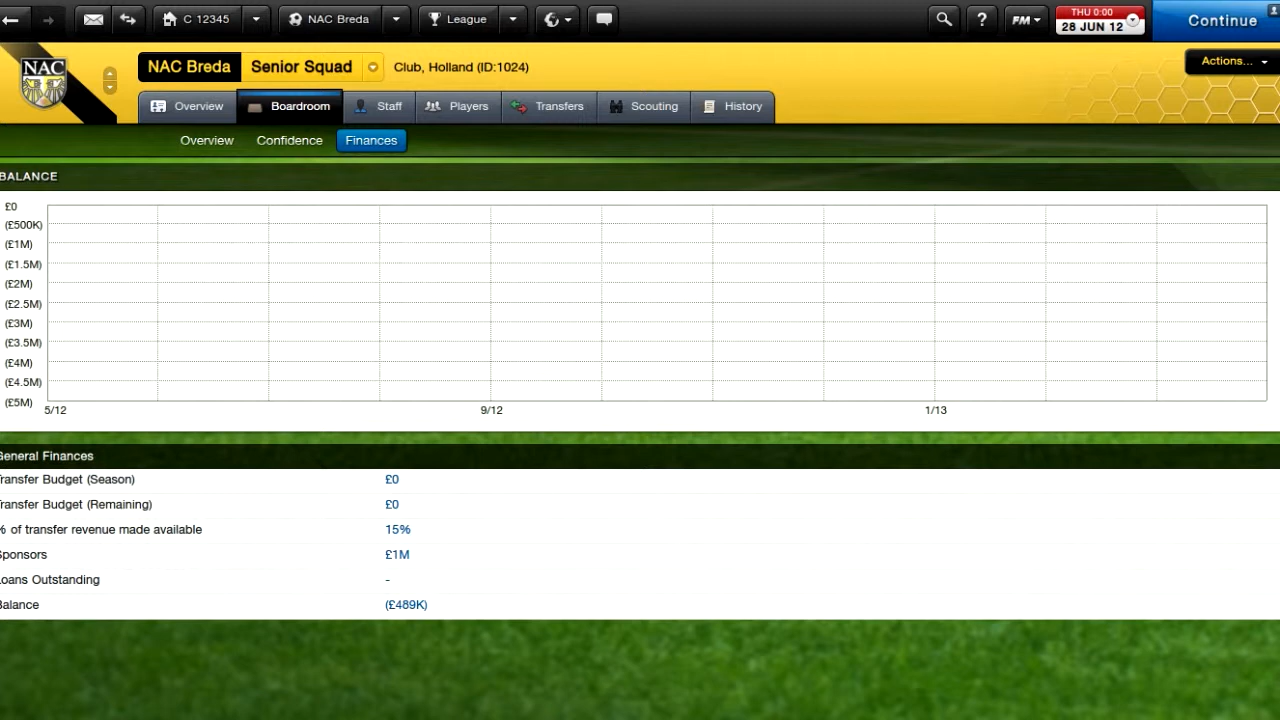 C 12345 NAC Breda League ? FM THU 0:00 28 JUN 12 Continue
NAC NAC Breda Senior Squad Club, Holland (ID:1024) Actions...
Overview Boardroom Staff Players Transfers Scouting History
Overview Confidence Finances
BALANCE
£0
(£500K)
(£1M)
(£1.5M)
(£2M)
(£2.5M)
(£3M)
(£3.5M)
(£4M)
(£4.5M)
(£5M)
5/12 9/12 1/13
General Finances
Transfer Budget (Season) £0
Transfer Budget (Remaining) £0
% of transfer revenue made available 15%
Sponsors £1M
Loans Outstanding -
Balance (£489K)